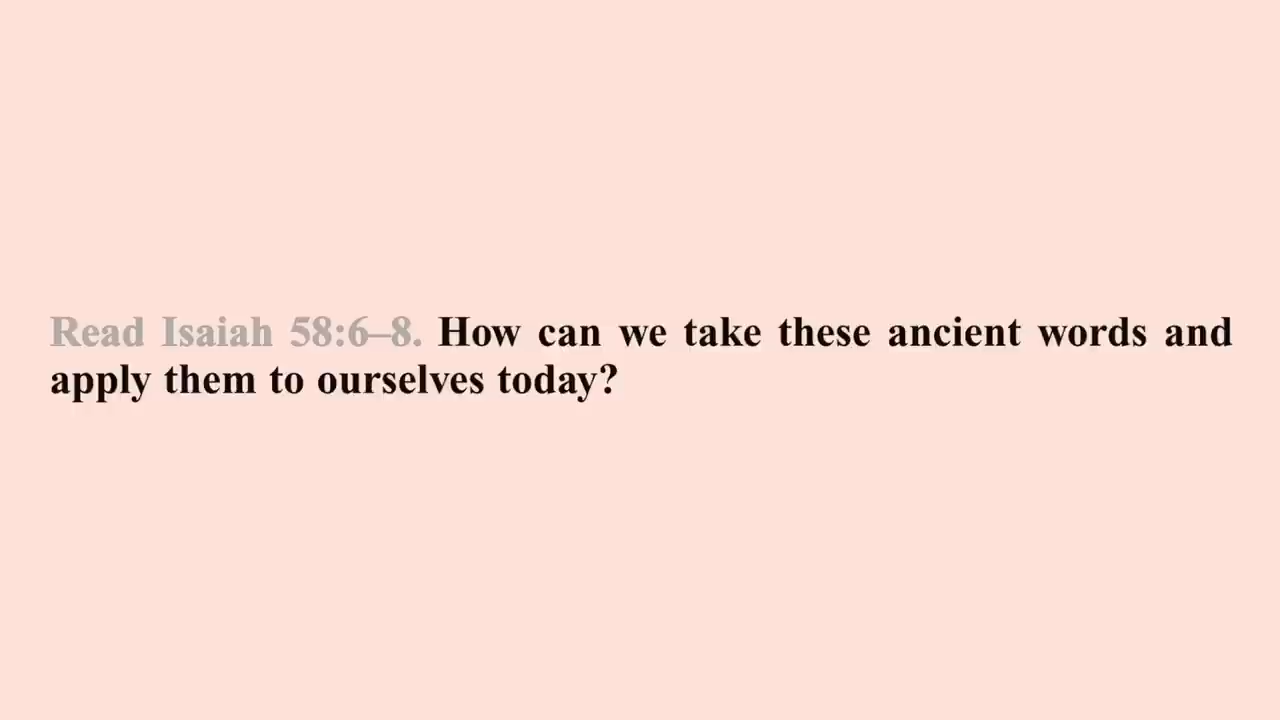 Read Isaiah 58:6–8. How can we take these ancient words and
apply them to ourselves today?